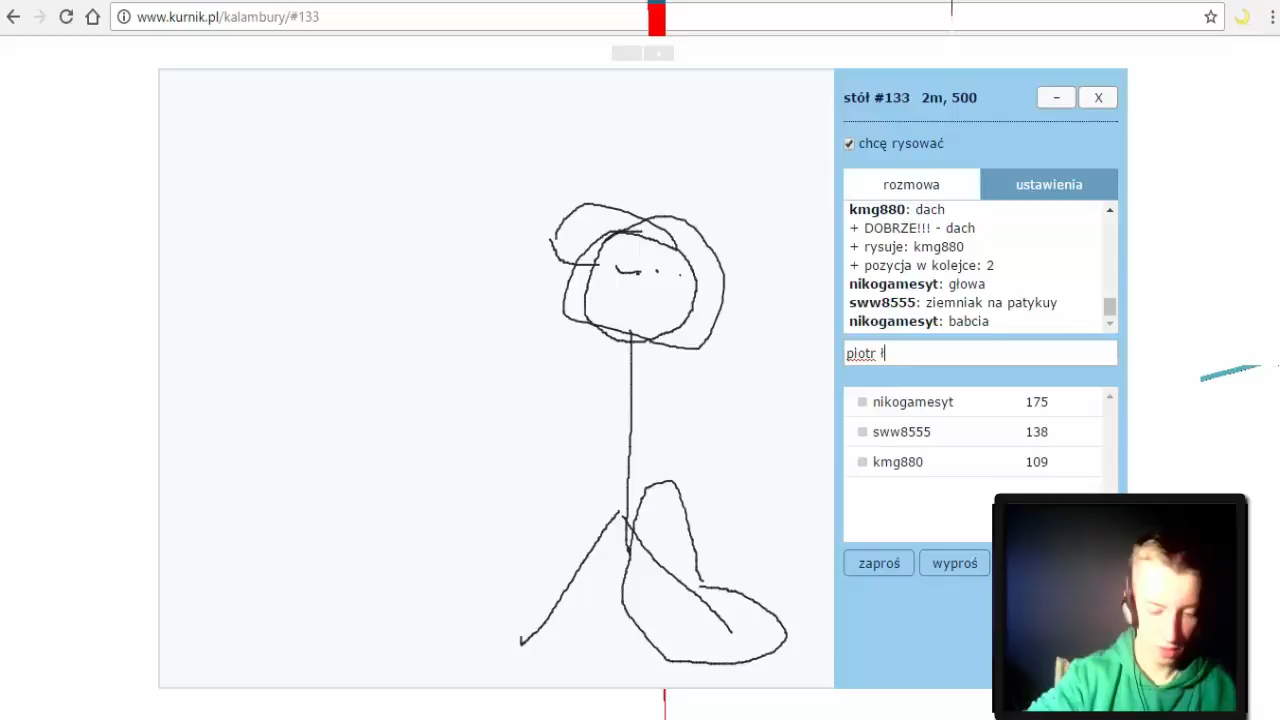 www.kurnik.pl/kalambury/#133
stół #133 2m, 500
– X
chcę rysować
rozmowa ustawienia
kmg880: dach
+ DOBRZE!!! - dach
+ rysuje: kmg880
+ pozycja w kolejce: 2
nikogamesyt: głowa
sww8555: ziemniak na patykuy
nikogamesyt: babcia
piotr ł
nikogamesyt 175
sww8555 138
kmg880 109
zaproś wyproś